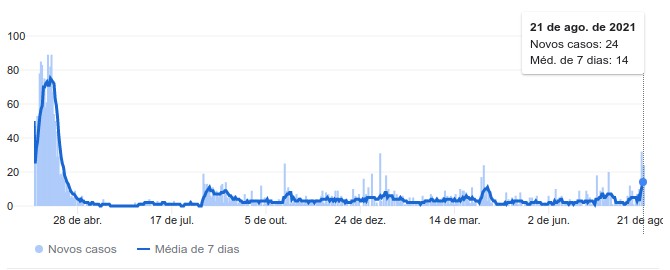 21 de ago. de 2021
Novos casos: 24
Méd. de 7 dias: 14
100
80
60
40
20
0
28 de abr.
17 de jul.
5 de out.
24 de dez.
14 de mar.
2 de jun.
21 de ago
Novos casos
Média de 7 dias